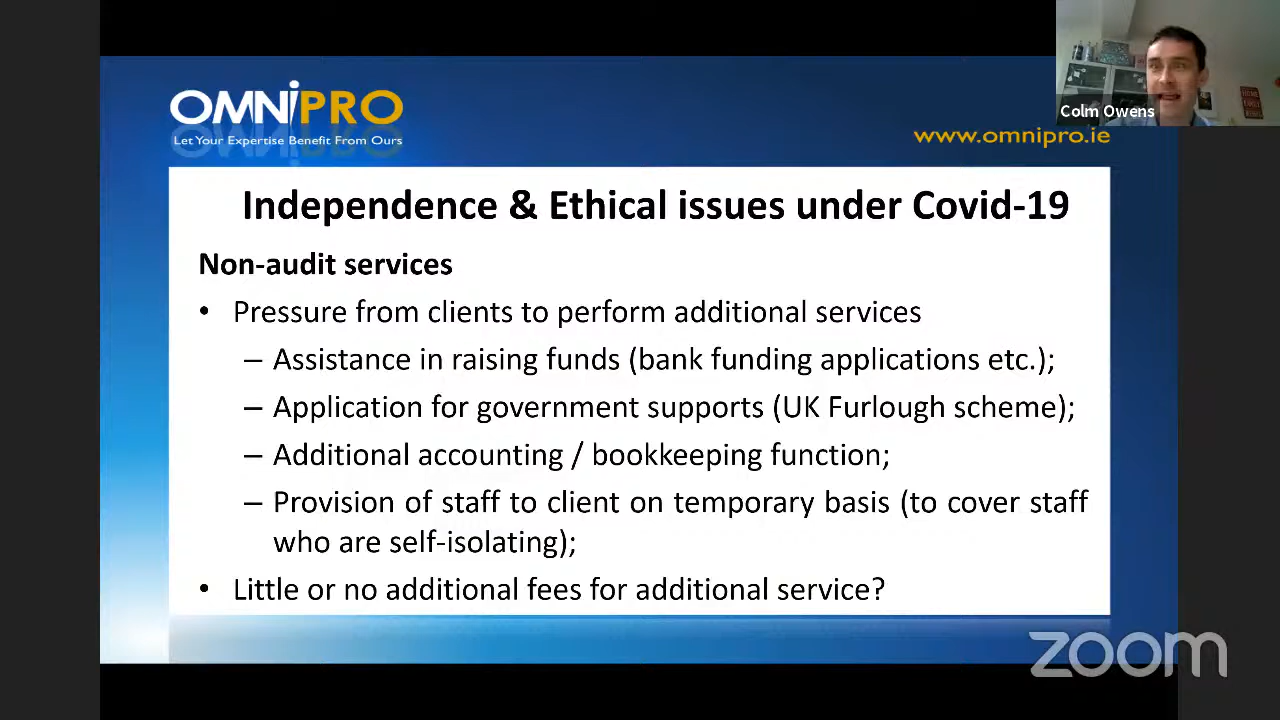 OMNIPRO
Let Your Expertise Benefit From Ours
www.omnipro.ie
Colm Owens
Independence & Ethical issues under Covid-19
Non-audit services
• Pressure from clients to perform additional services
– Assistance in raising funds (bank funding applications etc.);
– Application for government supports (UK Furlough scheme);
– Additional accounting / bookkeeping function;
– Provision of staff to client on temporary basis (to cover staff
who are self-isolating);
• Little or no additional fees for additional service?
zoom